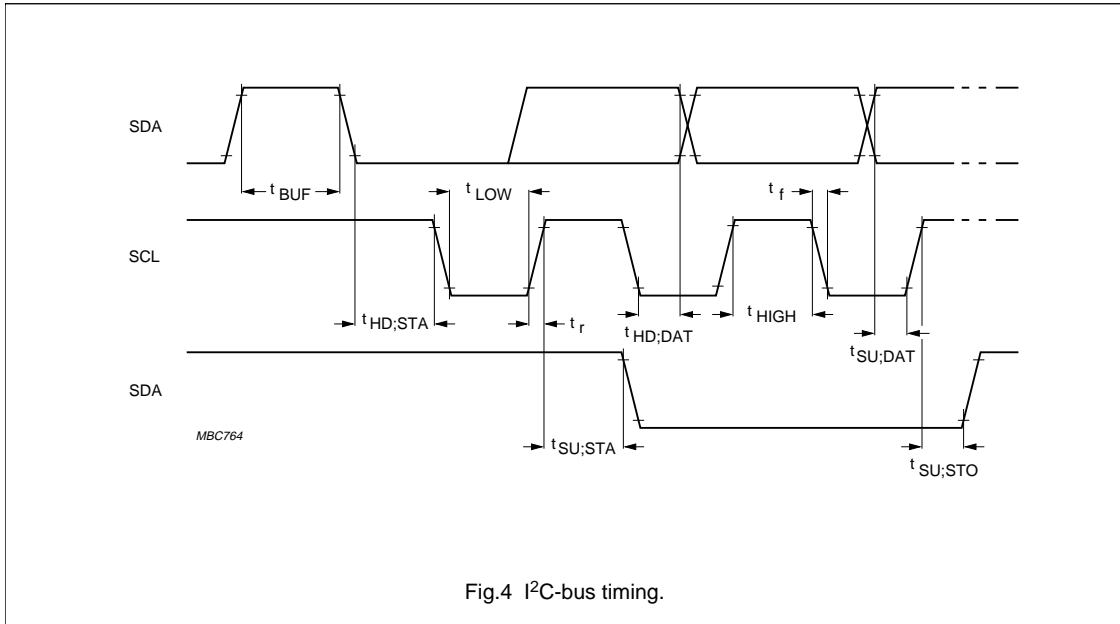 SDA
t BUF
t LOW
t f
SCL
t HD;STA
t r
t HD;DAT
t HIGH
t SU;DAT
SDA
MBC764
t SU;STA
t SU;STO
Fig.4 I²C-bus timing.